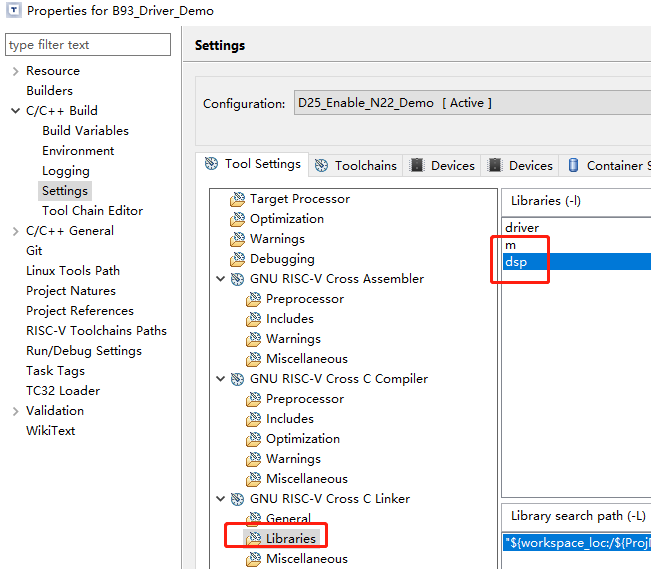 Properties for B93_Driver_Demo
type filter text
Resource
Builders
C/C++ Build
Build Variables
Environment
Logging
Settings
Tool Chain Editor
C/C++ General
Git
Linux Tools Path
Project Natures
Project References
RISC-V Toolchains Paths
Run/Debug Settings
Task Tags
TC32 Loader
Validation
WikiText
Settings
Configuration: D25_Enable_N22_Demo [ Active ]
Tool Settings Toolchains Devices Devices Container S
Target Processor
Optimization
Warnings
Debugging
GNU RISC-V Cross Assembler
Preprocessor
Includes
Warnings
Miscellaneous
GNU RISC-V Cross C Compiler
Preprocessor
Includes
Optimization
Warnings
Miscellaneous
GNU RISC-V Cross C Linker
General
Libraries
Miscellaneous
Libraries (-l)
driver
m
dsp
Library search path (-L)
"${workspace_loc:/${Proj